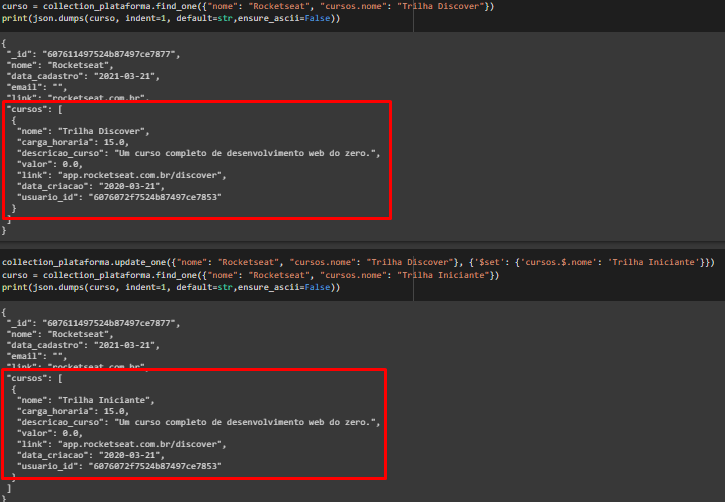 curso = collection_plataforma.find_one({"nome": "Rocketseat", "cursos.nome": "Trilha Discover"})
print(json.dumps(curso, indent=1, default=str,ensure_ascii=False))
{
"_id": "607611497524b87497ce7877",
"nome": "Rocketseat",
"data_cadastro": "2021-03-21",
"email": "",
"link": "rocketseat.com.br",
"cursos": [
{
"nome": "Trilha Discover",
"carga_horaria": 15.0,
"descricao_curso": "Um curso completo de desenvolvimento web do zero.",
"valor": 0.0,
"link": "app.rocketseat.com.br/discover",
"data_criacao": "2020-03-21",
"usuario_id": "6076072f7524b87497ce7853"
}
]
}
collection_plataforma.update_one({"nome": "Rocketseat", "cursos.nome": "Trilha Discover"}, {'$set': {'cursos.$.nome': 'Trilha Iniciante'}})
curso = collection_plataforma.find_one({"nome": "Rocketseat", "cursos.nome": "Trilha Iniciante"})
print(json.dumps(curso, indent=1, default=str,ensure_ascii=False))
{
"_id": "607611497524b87497ce7877",
"nome": "Rocketseat",
"data_cadastro": "2021-03-21",
"email": "",
"link": "rocketseat.com.br",
"cursos": [
{
"nome": "Trilha Iniciante",
"carga_horaria": 15.0,
"descricao_curso": "Um curso completo de desenvolvimento web do zero.",
"valor": 0.0,
"link": "app.rocketseat.com.br/discover",
"data_criacao": "2020-03-21",
"usuario_id": "6076072f7524b87497ce7853"
}
]
}